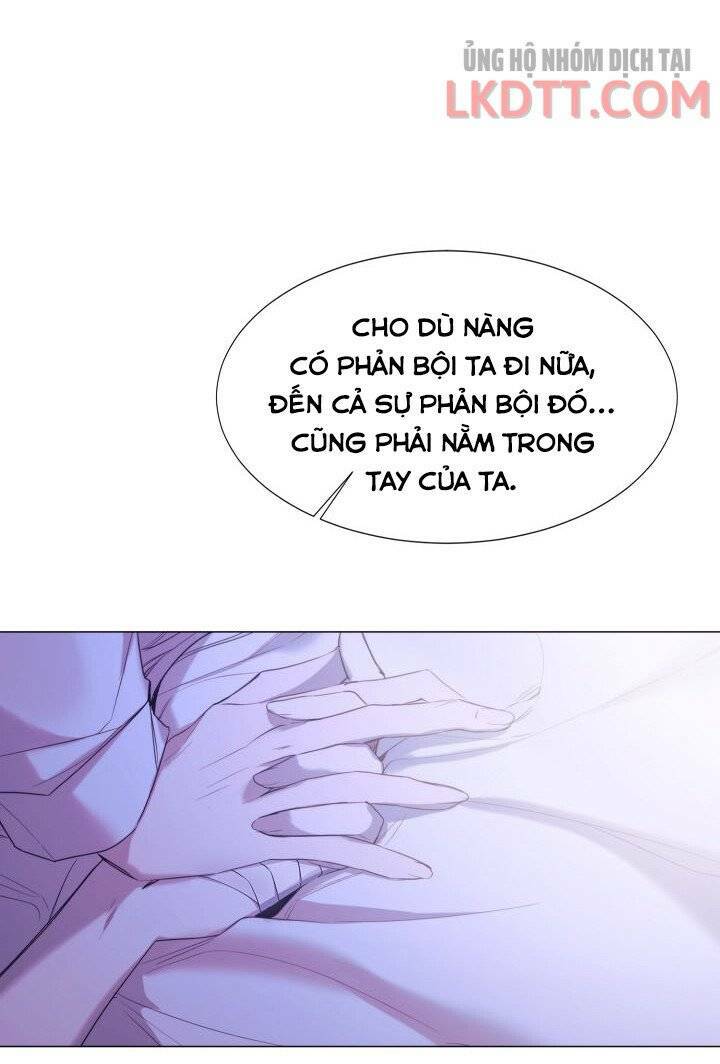 ỦNG HỘ NHÓM DỊCH TẠI
LKDTT.COM
CHO DÙ NÀNG
CÓ PHẢN BỘI TA ĐI NỮA,
ĐẾN CẢ SỰ PHẢN BỘI ĐÓ...
CŨNG PHẢI NẰM TRONG
TAY CỦA TA.